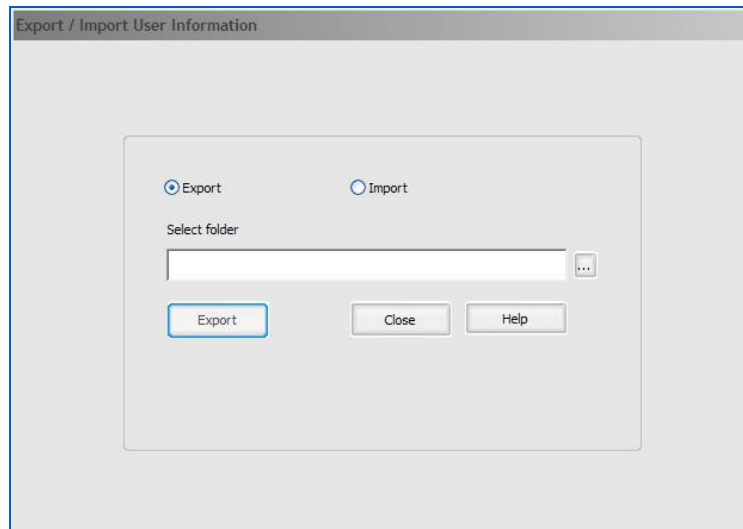 Export / Import User Information
Export Import
Select folder
...
Export Close Help